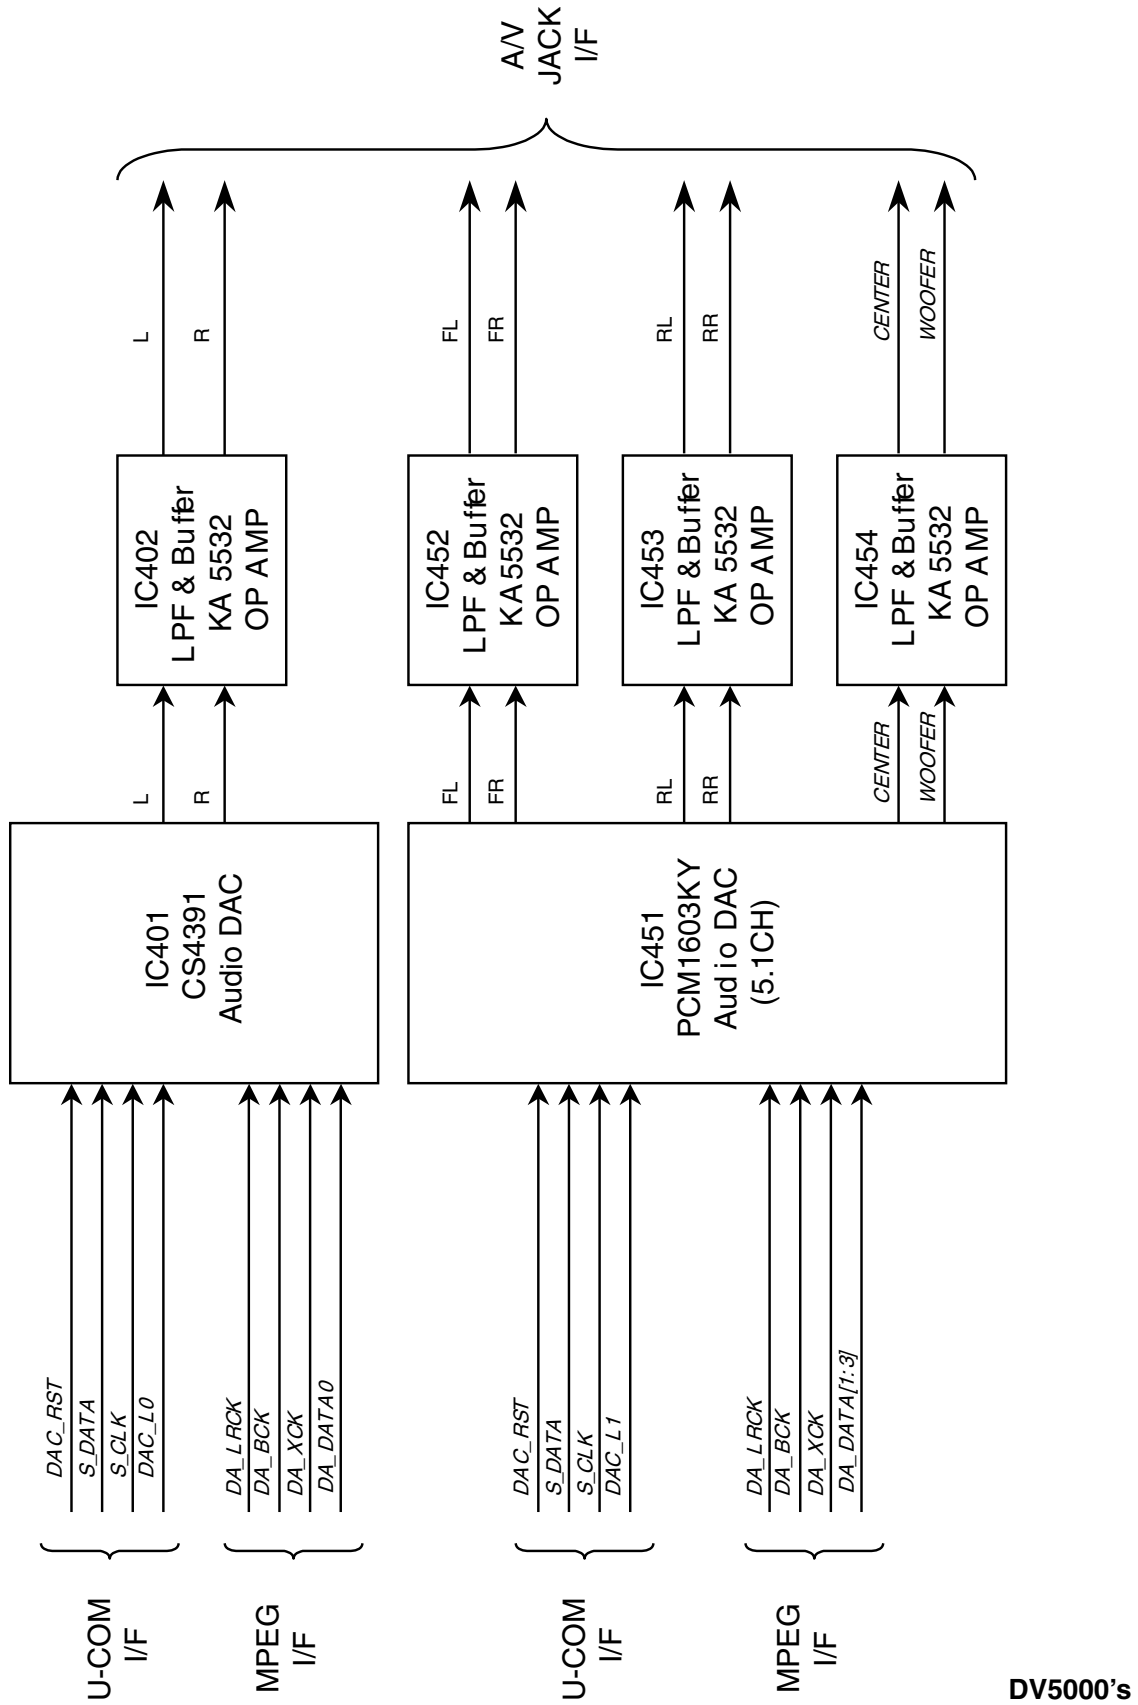 U-COM
I/F
DAC_RST
S_DATA
S_CLK
DAC_L0
MPEG
I/F
DA_LRCK
DA_BCK
DA_XCK
DA_DATA0
IC401
CS4391
Audio DAC
L
R
IC402
LPF & Buffer
KA 5532
OP AMP
L
R
U-COM
I/F
DAC_RST
S_DATA
S_CLK
DAC_L1
MPEG
I/F
DA_LRCK
DA_BCK
DA_XCK
DA_DATA[1:3]
IC451
PCM1603KY
Audio DAC
(5.1CH)
FL
FR
RL
RR
CENTER
WOOFER
IC452
LPF & Buffer
KA 5532
OP AMP
FL
FR
IC453
LPF & Buffer
KA 5532
OP AMP
RL
RR
IC454
LPF & Buffer
KA 5532
OP AMP
CENTER
WOOFER
A/V
JACK
I/F
DV5000's